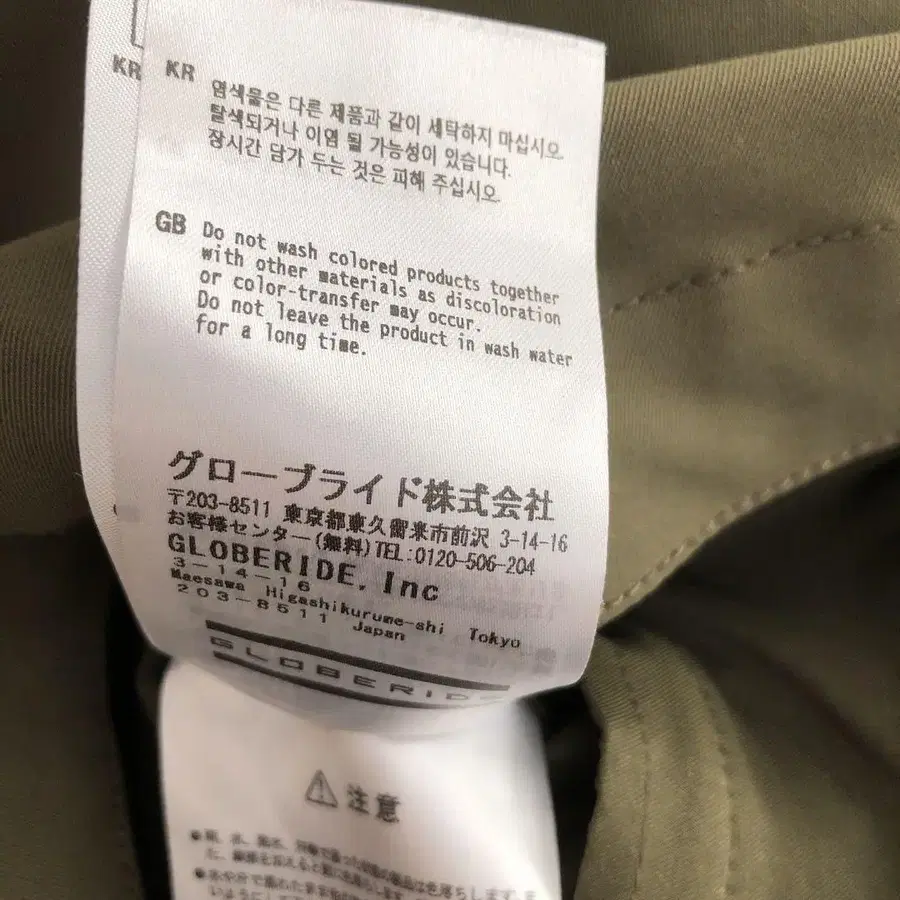 KR
KR
염색물은 다른 제품과 같이 세탁하지 마십시오.
탈색되거나 이염 될 가능성이 있습니다.
장시간 담가 두는 것은 피해 주십시오.
GB Do not wash colored products together
with other materials as discoloration
or color-transfer may occur.
Do not leave the product in wash water
for a long time.
グローブライド株式会社
〒203-8511 東京都東久留米市前沢 3-14-16
お客様センター(無料)TEL:0120-506-204
GLOBERIDE, Inc
3-14-16
Maesawa Higashikurume-shi Tokyo
203-8511 Japan
GLOBERIDE
⚠注意